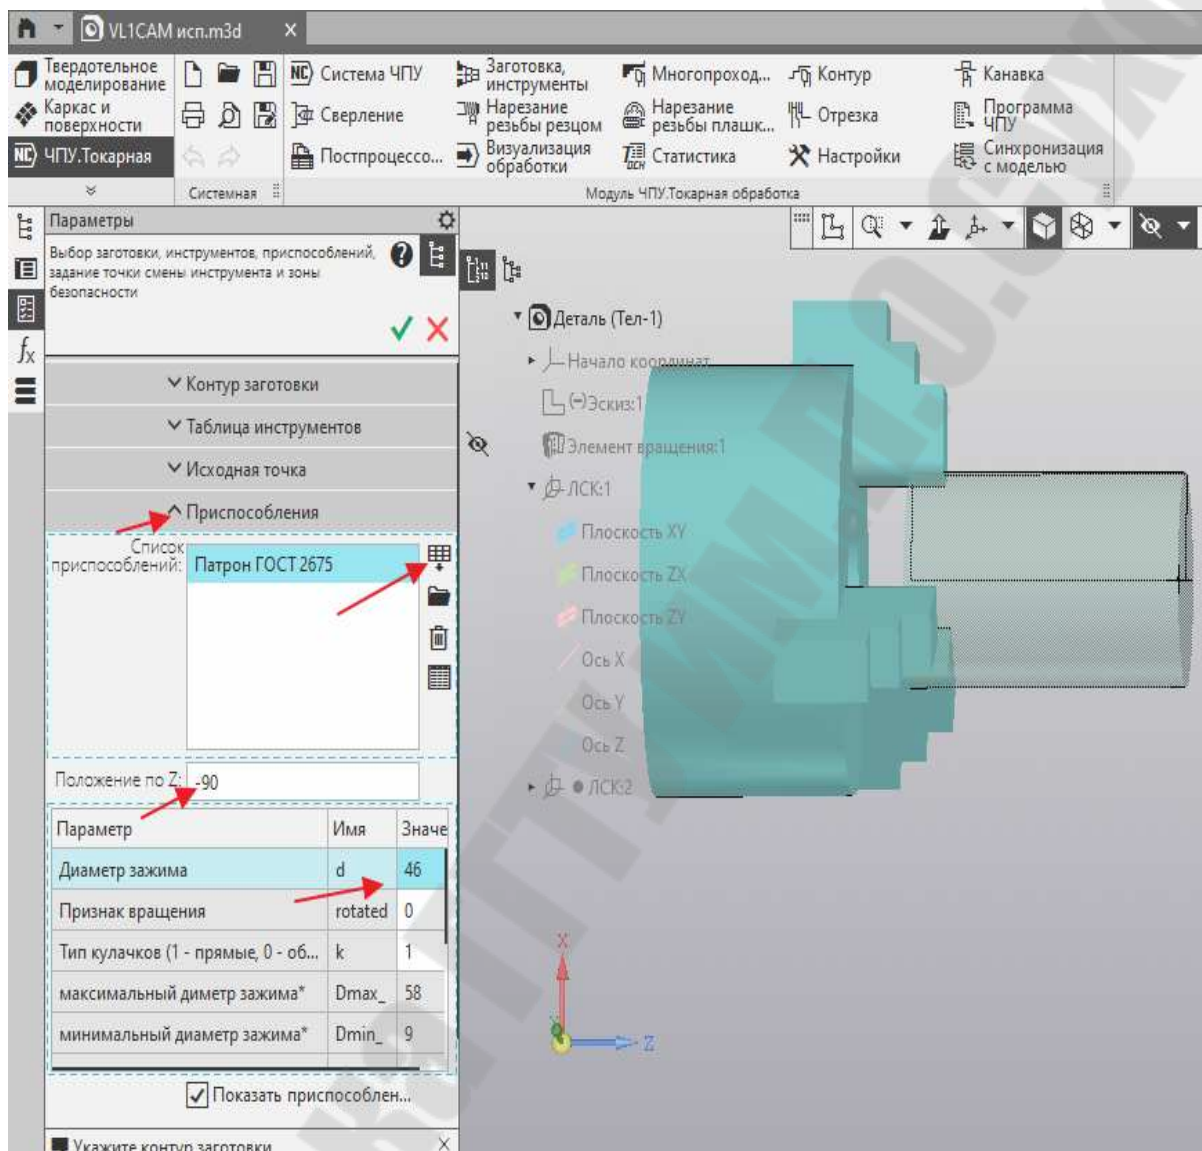 VL1CAM исп.m3d X
Твердотельное
моделирование
Каркас и
поверхности
NC ЧПУ.Токарная
Системная
NC Система ЧПУ
Сверление
Постпроцессо...
Заготовка,
инструменты
Нарезание
резьбы резцом
Визуализация
обработки
Многопроход...
Нарезание
резьбы плашк...
Статистика
Контур
Отрезка
Настройки
Канавка
Программа
ЧПУ
Синхронизация
с моделью
Модуль ЧПУ.Токарная обработка
Параметры
Выбор заготовки, инструментов, приспособлений,
задание точки смены инструмента и зоны
безопасности
fx
Контур заготовки
Таблица инструментов
Исходная точка
Приспособления
Список
приспособлений:
Патрон ГОСТ 2675
Положение по Z: -90
Параметр Имя Значе
Диаметр зажима d 46
Признак вращения rotated 0
Тип кулачков (1 - прямые, 0 - об... k 1
максимальный диметр зажима* Dmax_ 58
минимальный диаметр зажима* Dmin_ 9
Показать приспособлен...
Укажите контур заготовки
Деталь (Тел-1)
Начало координат
(-)Эскиз:1
Элемент вращения:1
ЛСК:1
Плоскость XY
Плоскость ZX
Плоскость ZY
Ось X
Ось Y
Ось Z
ЛСК:2
X
Z